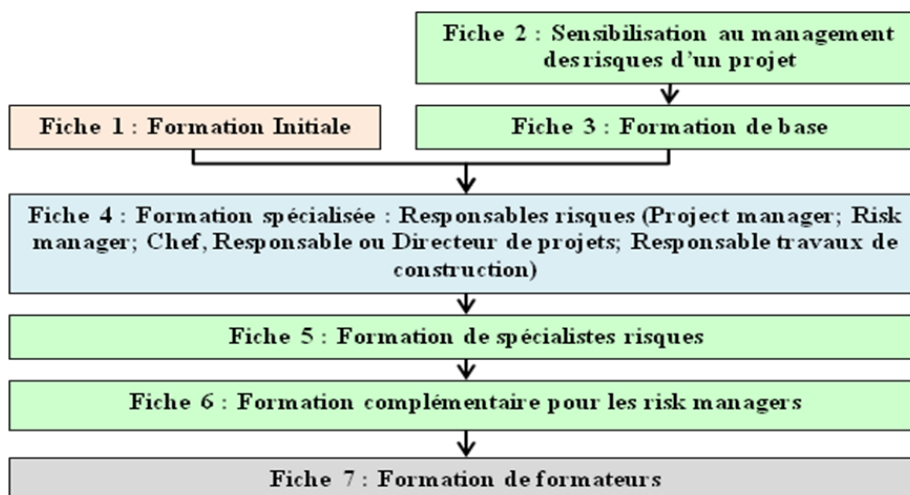 Fiche 2 : Sensibilisation au management
des risques d'un projet
Fiche 1 : Formation Initiale
Fiche 3 : Formation de base
Fiche 4 : Formation spécialisée : Responsables risques (Project manager; Risk
manager; Chef, Responsable ou Directeur de projets; Responsable travaux de
construction)
Fiche 5 : Formation de spécialistes risques
Fiche 6 : Formation complémentaire pour les risk managers
Fiche 7 : Formation de formateurs